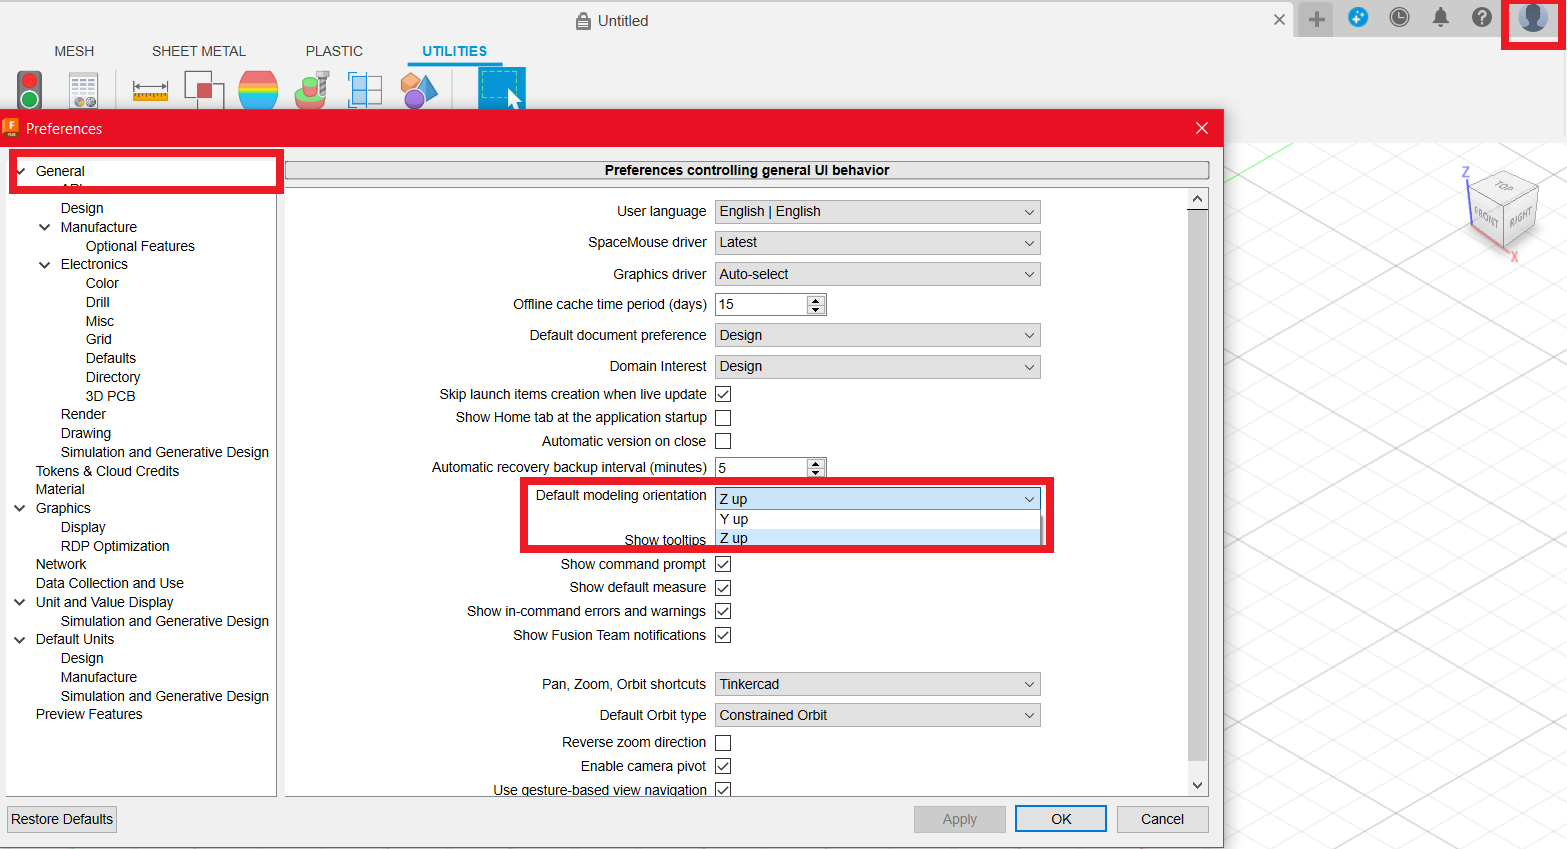 Untitled
MESH SHEET METAL PLASTIC UTILITIES
Preferences
General
Design
Manufacture
Optional Features
Electronics
Color
Drill
Misc
Grid
Defaults
Directory
3D PCB
Render
Drawing
Simulation and Generative Design
Tokens & Cloud Credits
Material
Graphics
Display
RDP Optimization
Network
Data Collection and Use
Unit and Value Display
Simulation and Generative Design
Default Units
Design
Manufacture
Simulation and Generative Design
Preview Features
Restore Defaults
Preferences controlling general UI behavior
User language English | English
SpaceMouse driver Latest
Graphics driver Auto-select
Offline cache time period (days) 15
Default document preference Design
Domain Interest Design
Skip launch items creation when live update
Show Home tab at the application startup
Automatic version on close
Automatic recovery backup interval (minutes) 5
Default modeling orientation Z up
Y up
Show tooltips Z up
Show command prompt
Show default measure
Show in-command errors and warnings
Show Fusion Team notifications
Pan, Zoom, Orbit shortcuts Tinkercad
Default Orbit type Constrained Orbit
Reverse zoom direction
Enable camera pivot
Use gesture-based view navigation
Apply OK Cancel
Z
TOP
FRONT RIGHT
X